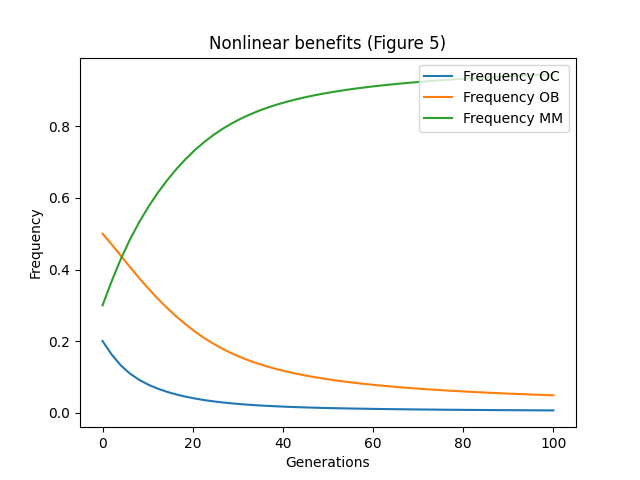 Nonlinear benefits (Figure 5)
Frequency OC
Frequency OB
Frequency MM
Frequency
0.8
0.6
0.4
0.2
0.0
0 20 40 60 80 100
Generations